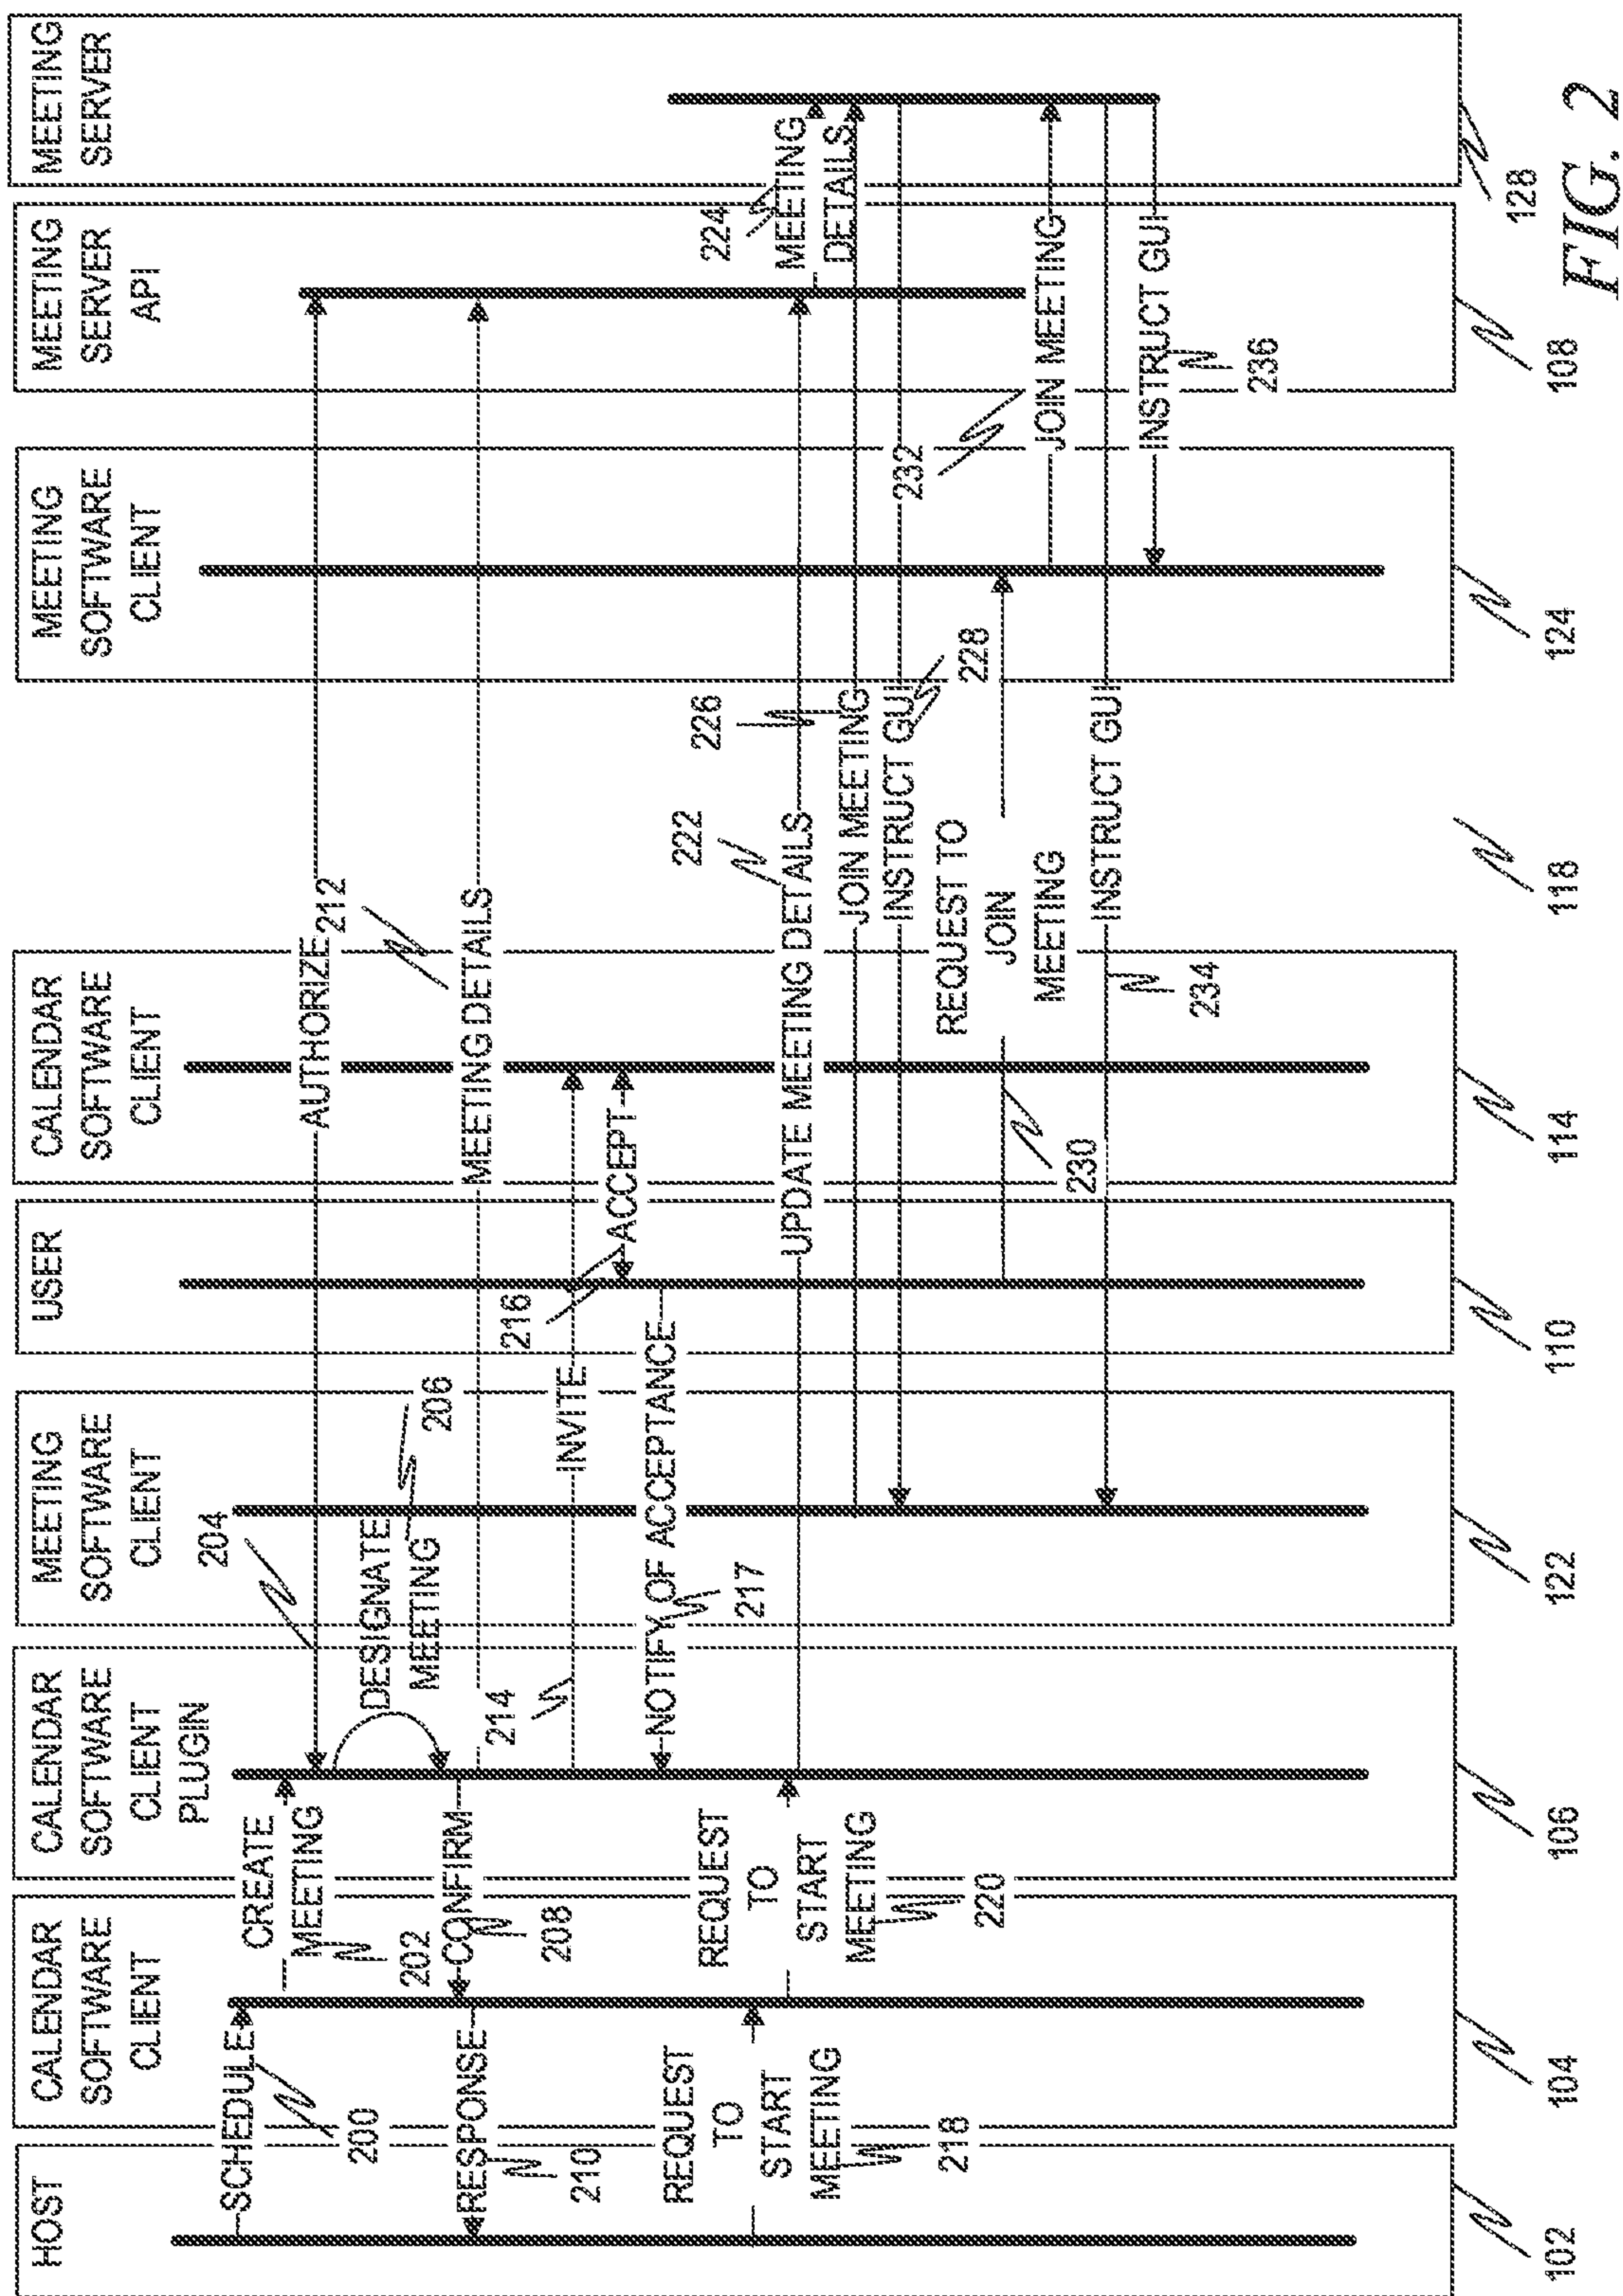 HOST
CALENDAR
SOFTWARE
CLIENT
CALENDAR
SOFTWARE
CLIENT
PLUGIN
MEETING
SOFTWARE
CLIENT
USER
CALENDAR
SOFTWARE
CLIENT
MEETING
SOFTWARE
CLIENT
MEETING
SERVER
API
MEETING
SERVER
204
SCHEDULE
200
CREATE
MEETING
202
AUTHORIZE
212
DESIGNATE
MEETING
206
CONFIRM
208
RESPONSE
210
MEETING DETAILS
214
INVITE
216
ACCEPT
NOTIFY OF ACCEPTANCE
217
REQUEST
TO
START
MEETING
218
REQUEST
TO
START
MEETING
220
222
UPDATE MEETING DETAILS
224
MEETING
DETAILS
226
JOIN MEETING
INSTRUCT GUI
228
REQUEST TO
JOIN
MEETING
230
232
JOIN MEETING
INSTRUCT GUI
234
INSTRUCT GUI
236
102
104
106
122
110
114
118
124
108
128
FIG. 2